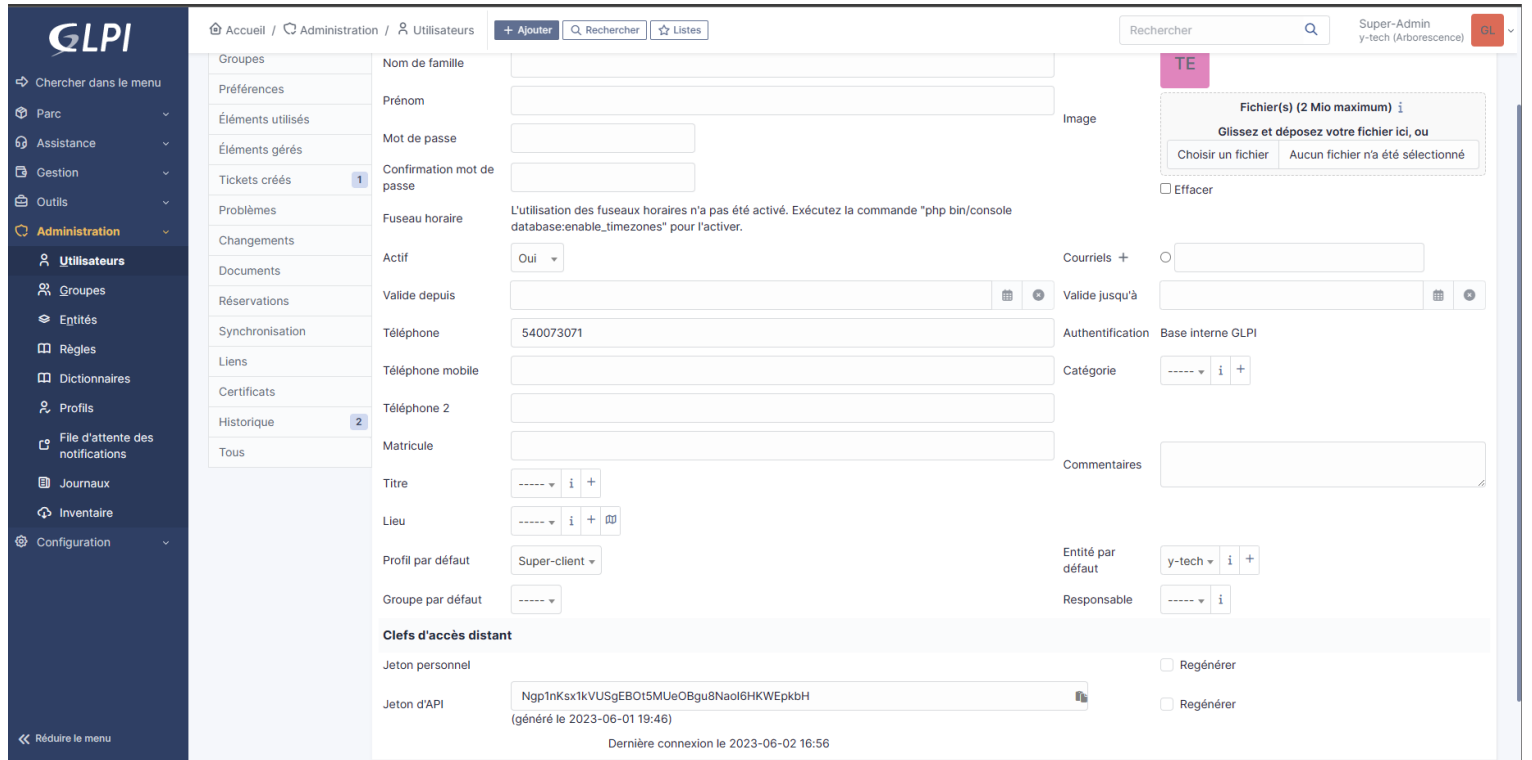 GLPI
Accueil / Administration / Utilisateurs
+ Ajouter
Rechercher
Listes
Rechercher
Super-Admin
y-tech (Arborescence)
GL
Chercher dans le menu
Parc
Assistance
Gestion
Outils
Administration
Utilisateurs
Groupes
Entités
Règles
Dictionnaires
Profils
File d'attente des
notifications
Journaux
Inventaire
Configuration
Réduire le menu
Groupes
Préférences
Éléments utilisés
Éléments gérés
Tickets créés 1
Problèmes
Changements
Documents
Réservations
Synchronisation
Liens
Certificats
Historique 2
Tous
Nom de famille
Prénom
Mot de passe
Confirmation mot de
passe
Fuseau horaire
L'utilisation des fuseaux horaires n'a pas été activé. Exécutez la commande "php bin/console
database:enable_timezones" pour l'activer.
Image
TE
Fichier(s) (2 Mio maximum) i
Glissez et déposez votre fichier ici, ou
Choisir un fichier Aucun fichier n'a été sélectionné
Effacer
Actif Oui
Courriels +
Valide depuis
Valide jusqu'à
Téléphone 540073071
Authentification Base interne GLPI
Téléphone mobile
Catégorie ----- i +
Téléphone 2
Matricule
Commentaires
Titre ----- i +
Lieu ----- i +
Profil par défaut Super-client
Entité par
défaut
y-tech i +
Groupe par défaut -----
Responsable ----- i
Clefs d'accès distant
Jeton personnel
Regénérer
Jeton d'API Ngp1nKsx1kVUSgEBOt5MUeOBgu8Naol6HKWEpkbH
Regénérer
(généré le 2023-06-01 19:46)
Dernière connexion le 2023-06-02 16:56